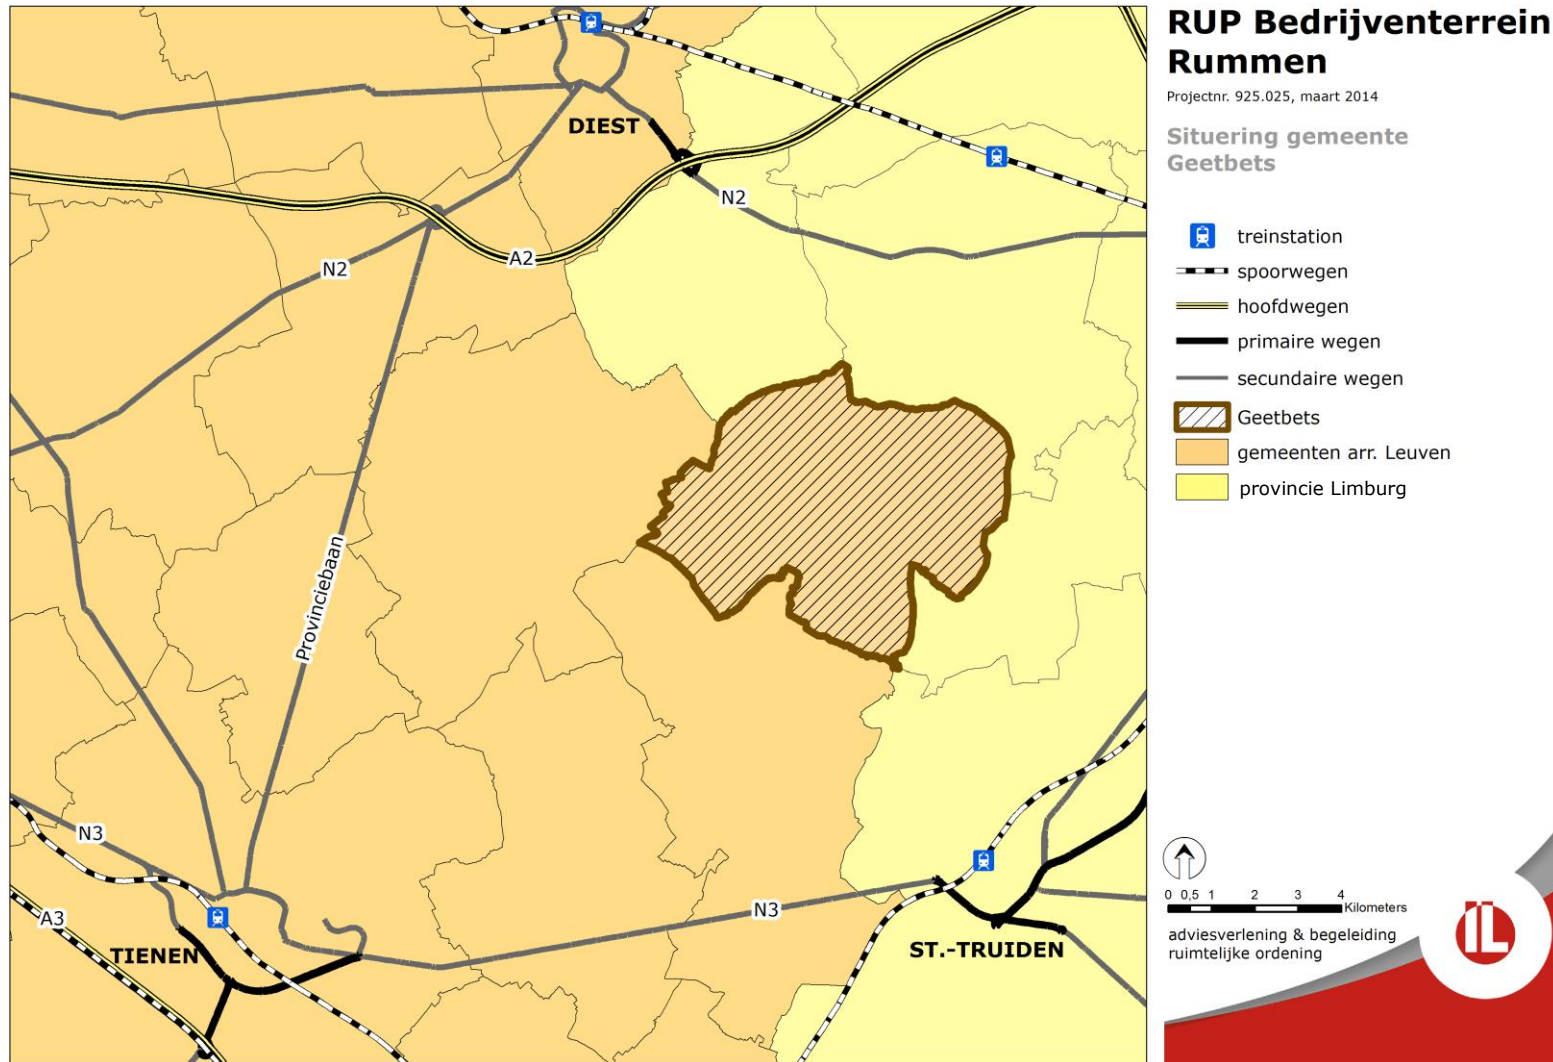 RUP Bedrijventerrein
Rummen
Projectnr. 925.025, maart 2014
Situering gemeente
Geetbets
treinstation
spoorwegen
hoofdwegen
primaire wegen
secundaire wegen
Geetbets
gemeenten arr. Leuven
provincie Limburg
DIEST
N2
A2
N2
Provinciebaan
N3
A3
TIENEN
N3
ST.-TRUIDEN
0 0,5 1 2 3 4
Kilometers
adviesverlening & begeleiding
ruimtelijke ordening
IL